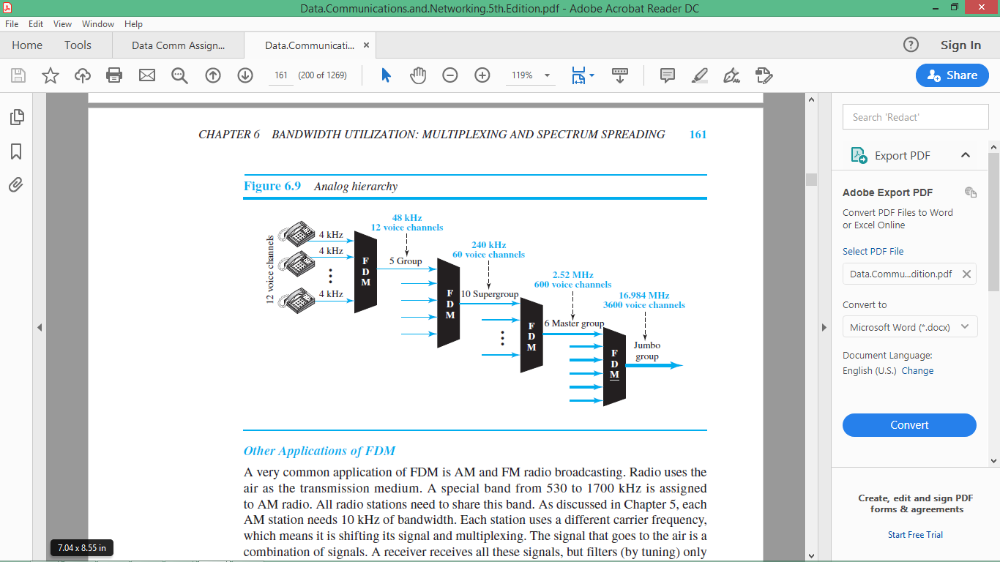 Data.Communications.and.Networking.5th.Edition.pdf - Adobe Acrobat Reader DC
File Edit View Window Help
Home Tools Data Comm Assign... Data.Communicati... × Sign In
161 (200 of 1269) 119% Share
CHAPTER 6 BANDWIDTH UTILIZATION: MULTIPLEXING AND SPECTRUM SPREADING 161
Figure 6.9 Analog hierarchy
12 voice channels
4 kHz
4 kHz
4 kHz
F
D
M
48 kHz
12 voice channels
5 Group
F
D
M
240 kHz
60 voice channels
10 Supergroup
F
D
M
2.52 MHz
600 voice channels
6 Master group
F
D
M
16.984 MHz
3600 voice channels
Jumbo
group
Other Applications of FDM
A very common application of FDM is AM and FM radio broadcasting. Radio uses the
air as the transmission medium. A special band from 530 to 1700 kHz is assigned
to AM radio. All radio stations need to share this band. As discussed in Chapter 5, each
AM station needs 10 kHz of bandwidth. Each station uses a different carrier frequency,
which means it is shifting its signal and multiplexing. The signal that goes to the air is a
combination of signals. A receiver receives all these signals, but filters (by tuning) only
7.04 x 8.55 in
Search 'Redact'
Export PDF
Adobe Export PDF
Convert PDF Files to Word
or Excel Online
Select PDF File
Data.Commu...dition.pdf
Convert to
Microsoft Word (*.docx)
Document Language:
English (U.S.) Change
Convert
Create, edit and sign PDF
forms & agreements
Start Free Trial